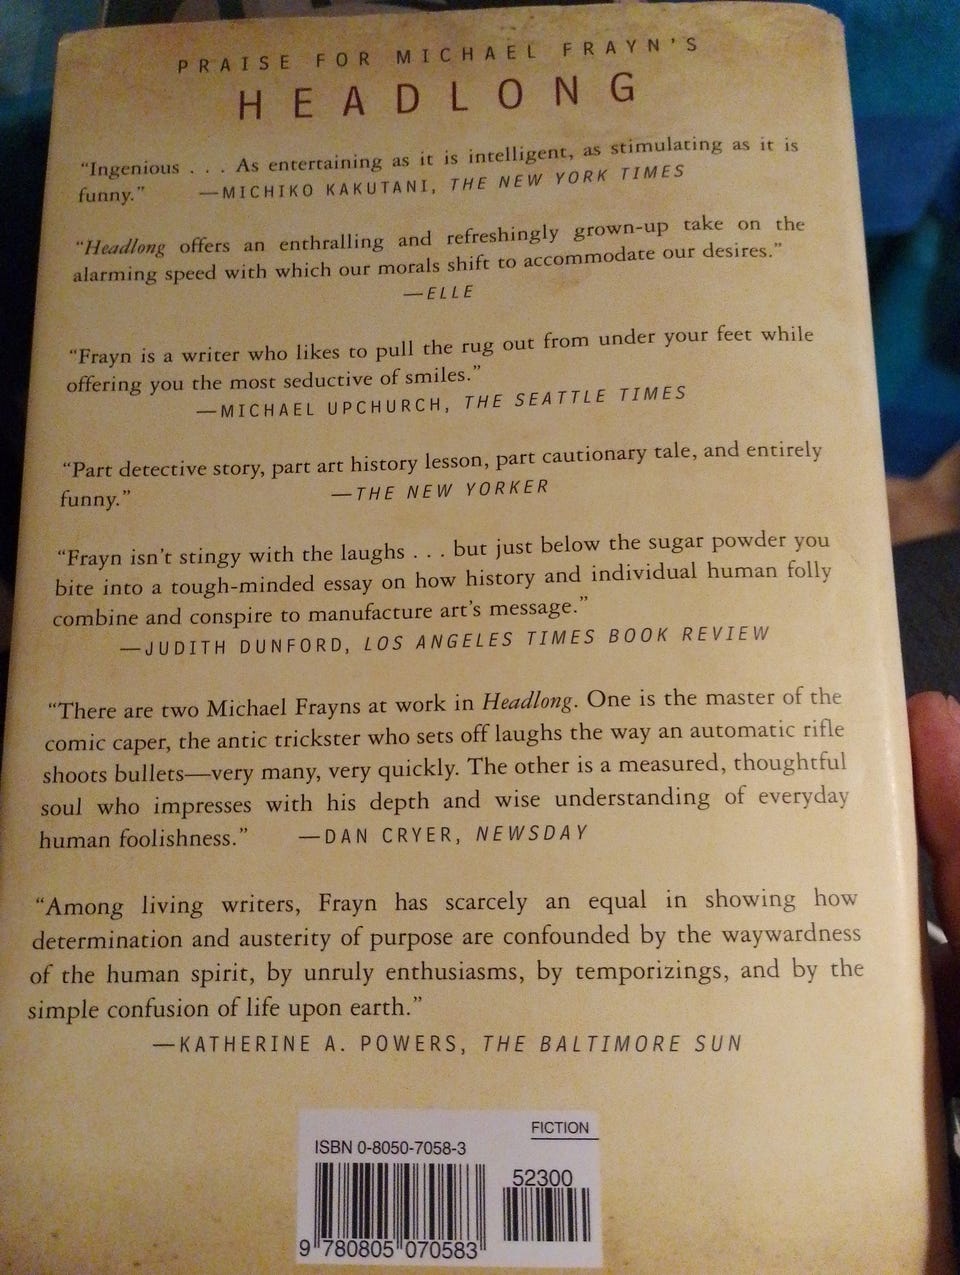 PRAISE FOR MICHAEL FRAYN'S
HEADLONG
“Ingenious . . . As entertaining as it is intelligent, as stimulating as it is
funny.” —MICHIKO KAKUTANI, THE NEW YORK TIMES
“Headlong offers an enthralling and refreshingly grown-up take on the
alarming speed with which our morals shift to accommodate our desires.”
—ELLE
“Frayn is a writer who likes to pull the rug out from under your feet while
offering you the most seductive of smiles.”
—MICHAEL UPCHURCH, THE SEATTLE TIMES
“Part detective story, part art history lesson, part cautionary tale, and entirely
funny.” —THE NEW YORKER
“Frayn isn’t stingy with the laughs . . . but just below the sugar powder you
bite into a tough-minded essay on how history and individual human folly
combine and conspire to manufacture art’s message.”
—JUDITH DUNFORD, LOS ANGELES TIMES BOOK REVIEW
“There are two Michael Frayns at work in Headlong. One is the master of the
comic caper, the antic trickster who sets off laughs the way an automatic rifle
shoots bullets—very many, very quickly. The other is a measured, thoughtful
soul who impresses with his depth and wise understanding of everyday
human foolishness.” —DAN CRYER, NEWSDAY
“Among living writers, Frayn has scarcely an equal in showing how
determination and austerity of purpose are confounded by the waywardness
of the human spirit, by unruly enthusiasms, by temporizings, and by the
simple confusion of life upon earth.”
—KATHERINE A. POWERS, THE BALTIMORE SUN
FICTION
ISBN 0-8050-7058-3
52300
9 780805 070583